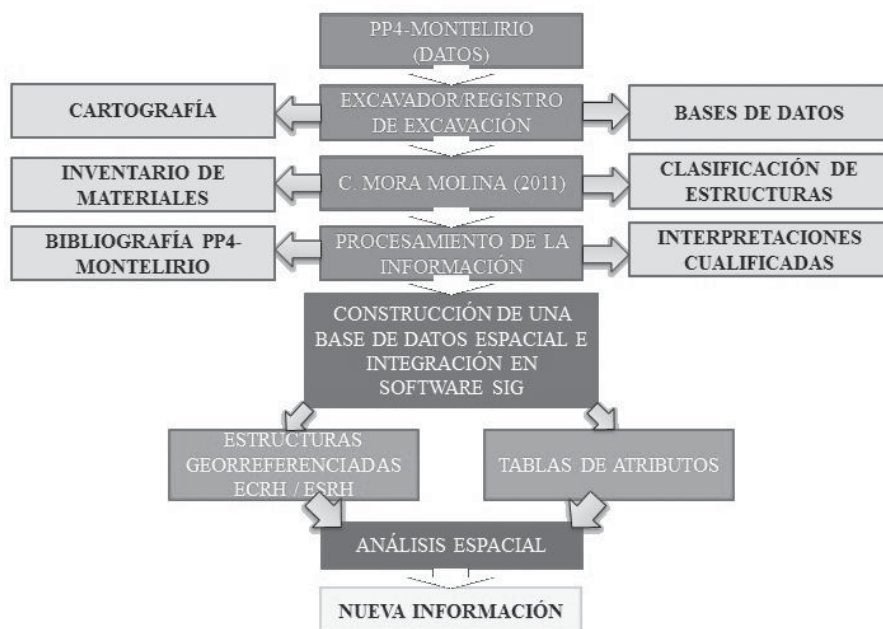 PP4-MONTELIRIO
(DATOS)
CARTOGRAFÍA
EXCAVADOR/REGISTRO
DE EXCAVACIÓN
BASES DE DATOS
INVENTARIO DE
MATERIALES
C. MORA MOLINA (2011)
CLASIFICACIÓN DE
ESTRUCTURAS
BIBLIOGRAFÍA PP4-
MONTELIRIO
PROCESAMIENTO DE LA
INFORMACIÓN
INTERPRETACIONES
CUALIFICADAS
CONSTRUCCIÓN DE UNA
BASE DE DATOS ESPACIAL E
INTEGRACIÓN EN
SOFTWARE SIG
ESTRUCTURAS
GEORREFERENCIADAS
ECRH / ESRH
TABLAS DE ATRIBUTOS
ANÁLISIS ESPACIAL
NUEVA INFORMACIÓN